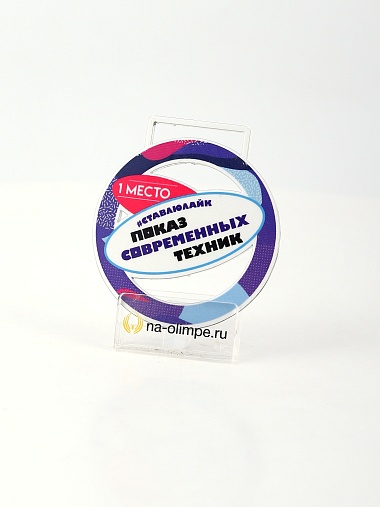 1 МЕСТО
#СТАВЛЮЛАЙК
ПОКАЗ
СОВРЕМЕННЫХ
ТЕХНИК
na-olimpe.ru